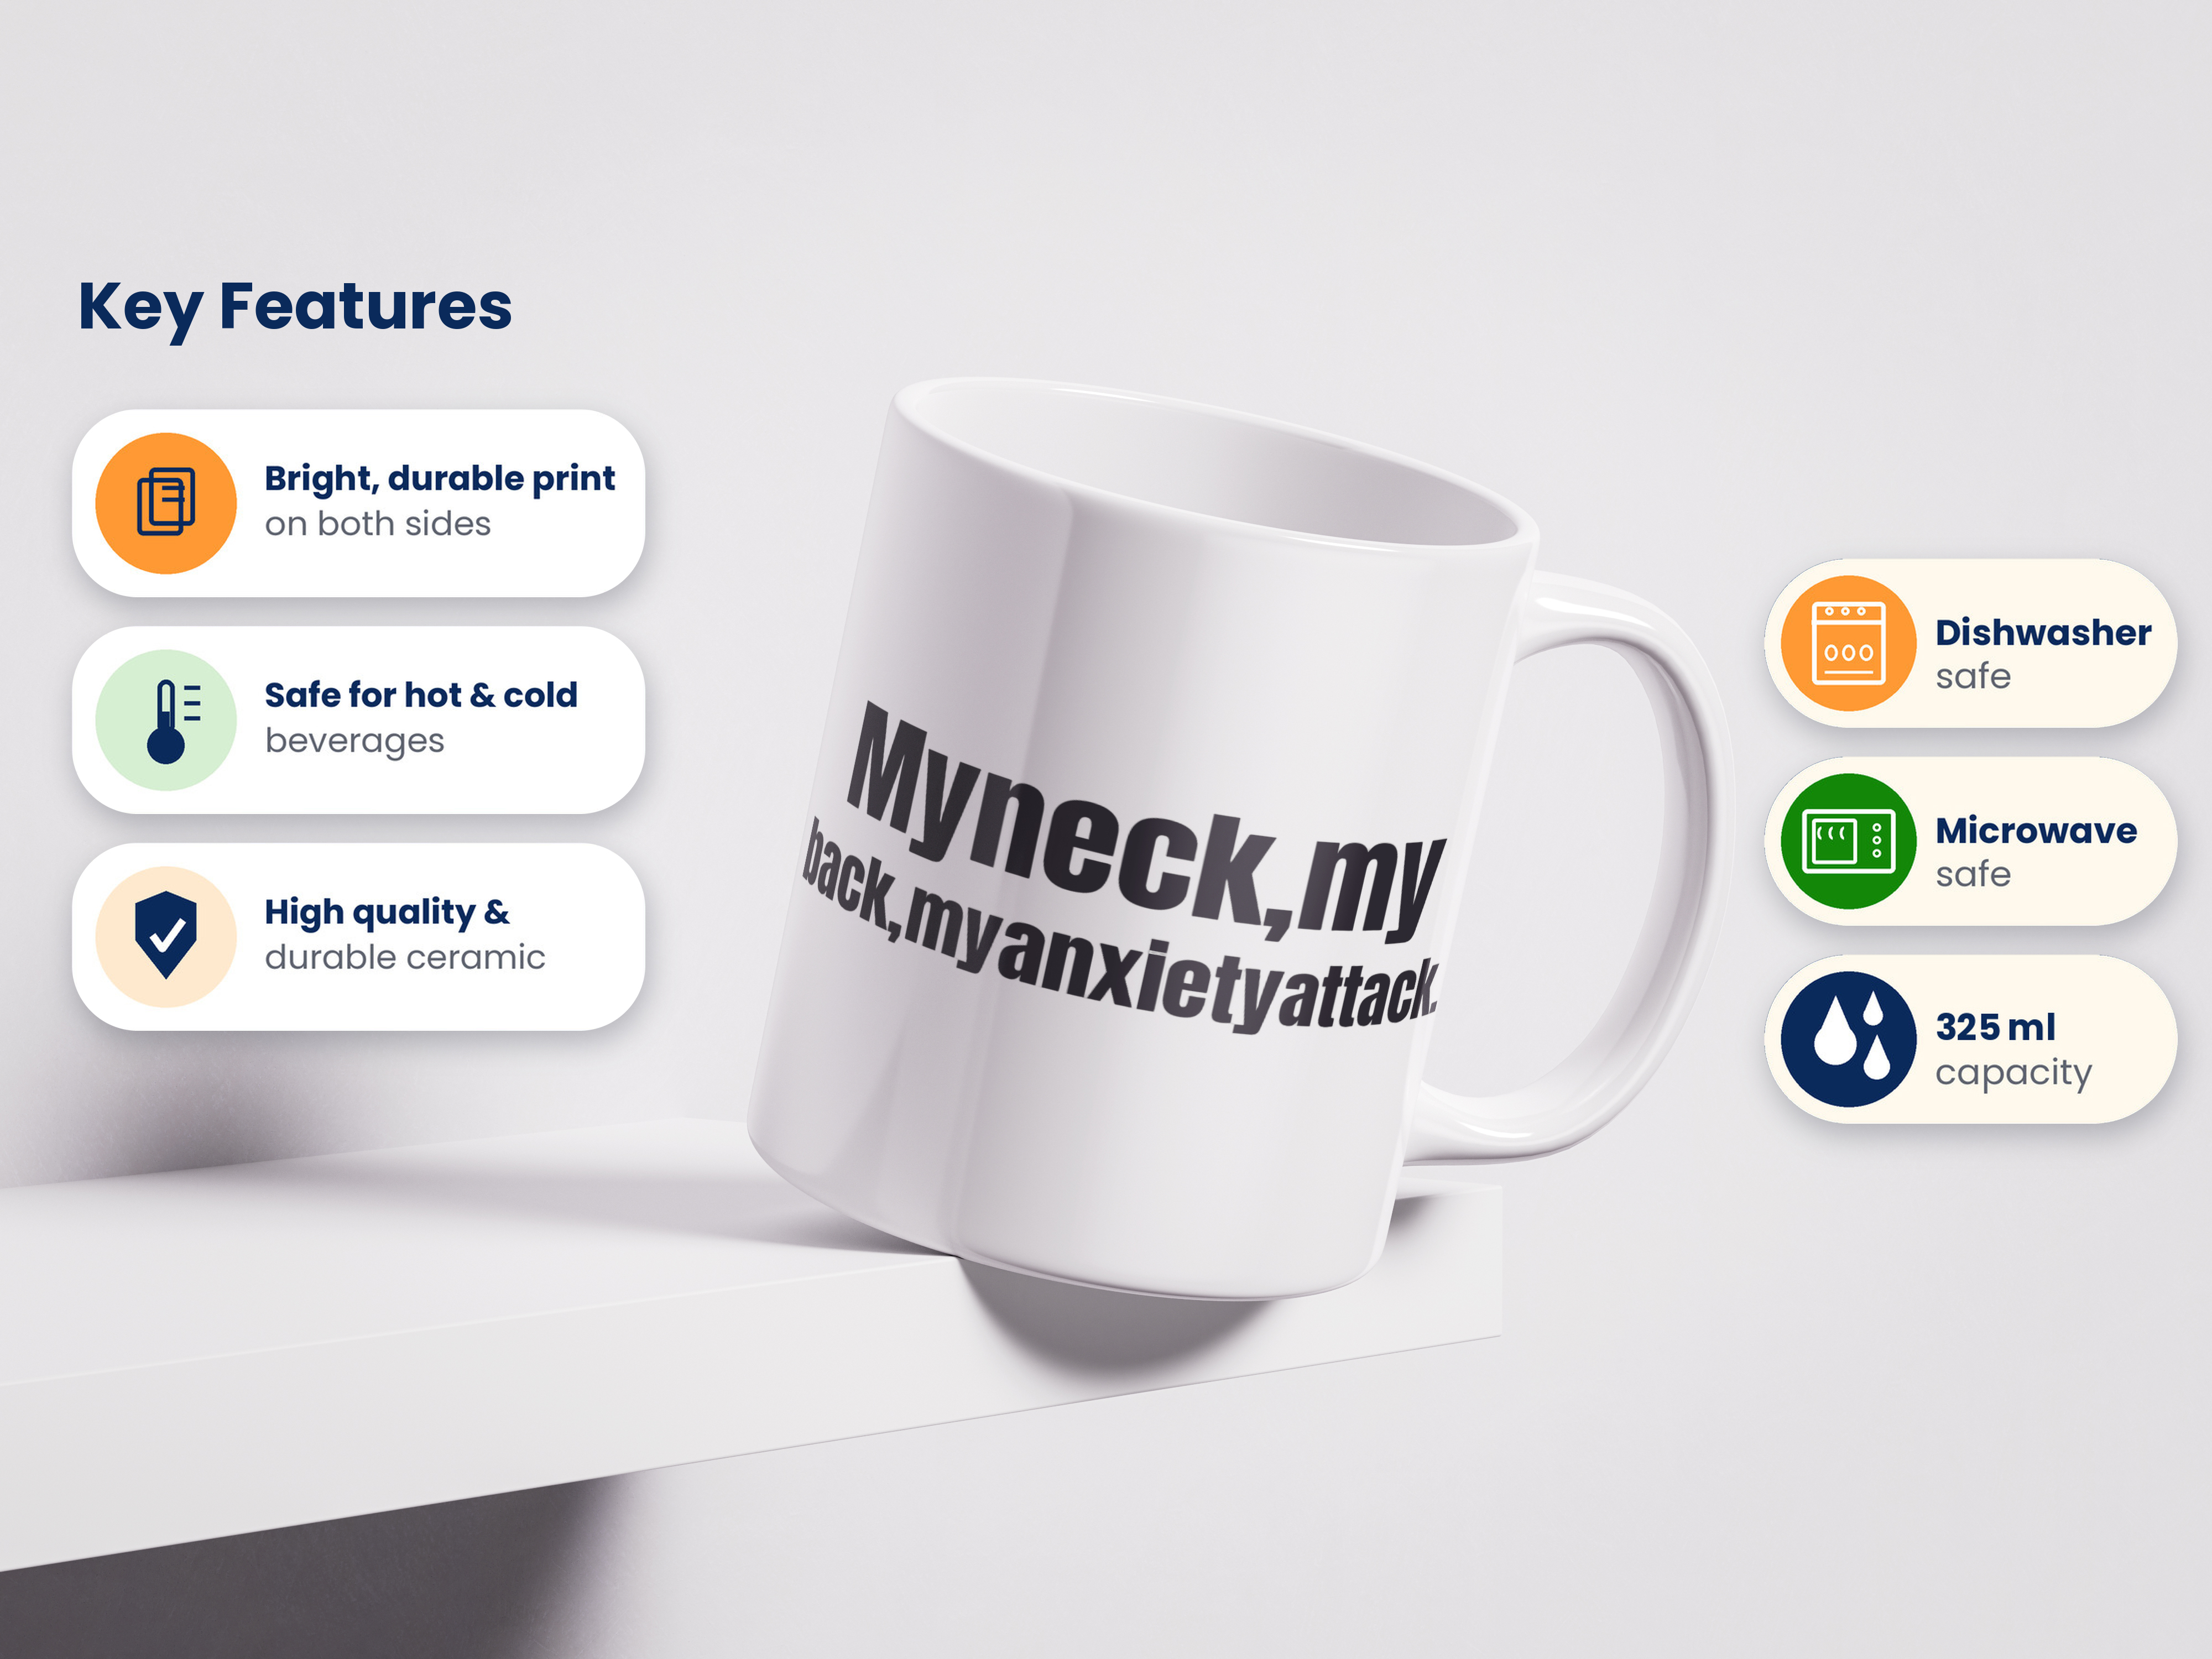 Key Features
Bright, durable print
on both sides
Safe for hot & cold
beverages
High quality &
durable ceramic
Myneck,my
back,myanxietyattack.
Dishwasher
safe
Microwave
safe
325 ml
capacity